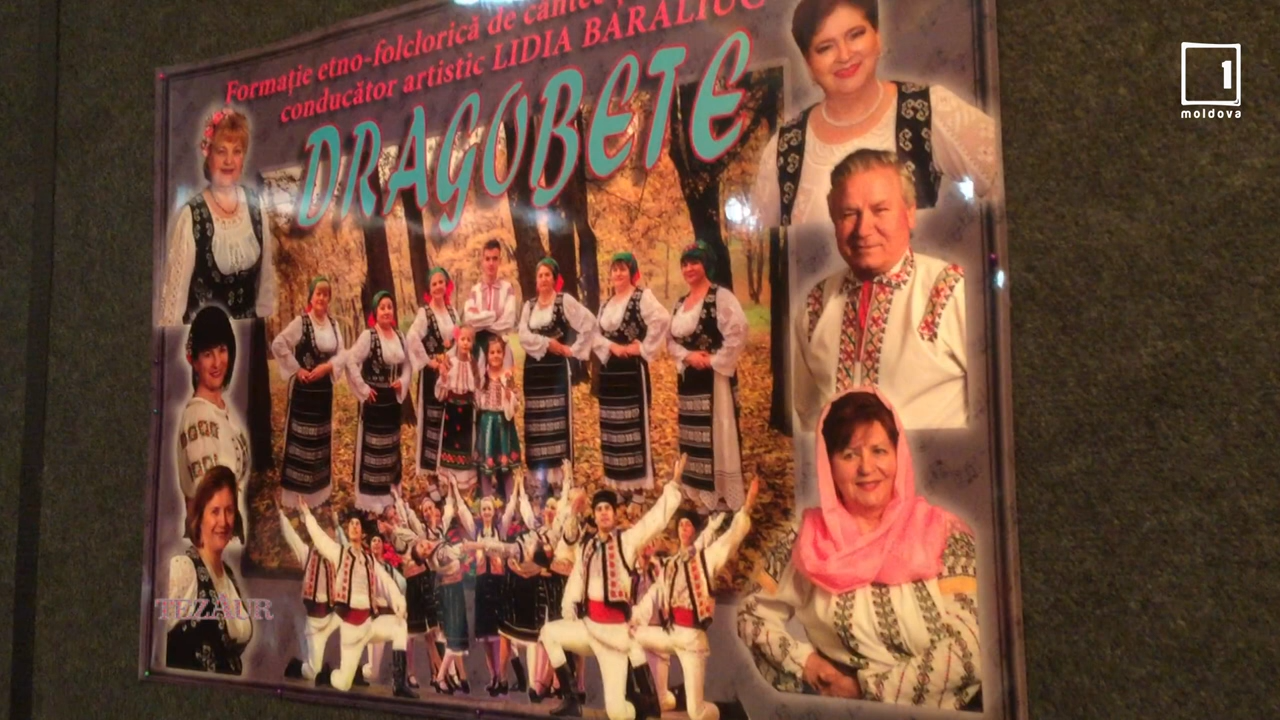 Formație etno-folclorică de cântec
conducător artistic LIDIA BARALIUC
DRAGOBETE
1
moldova
TEZAUR